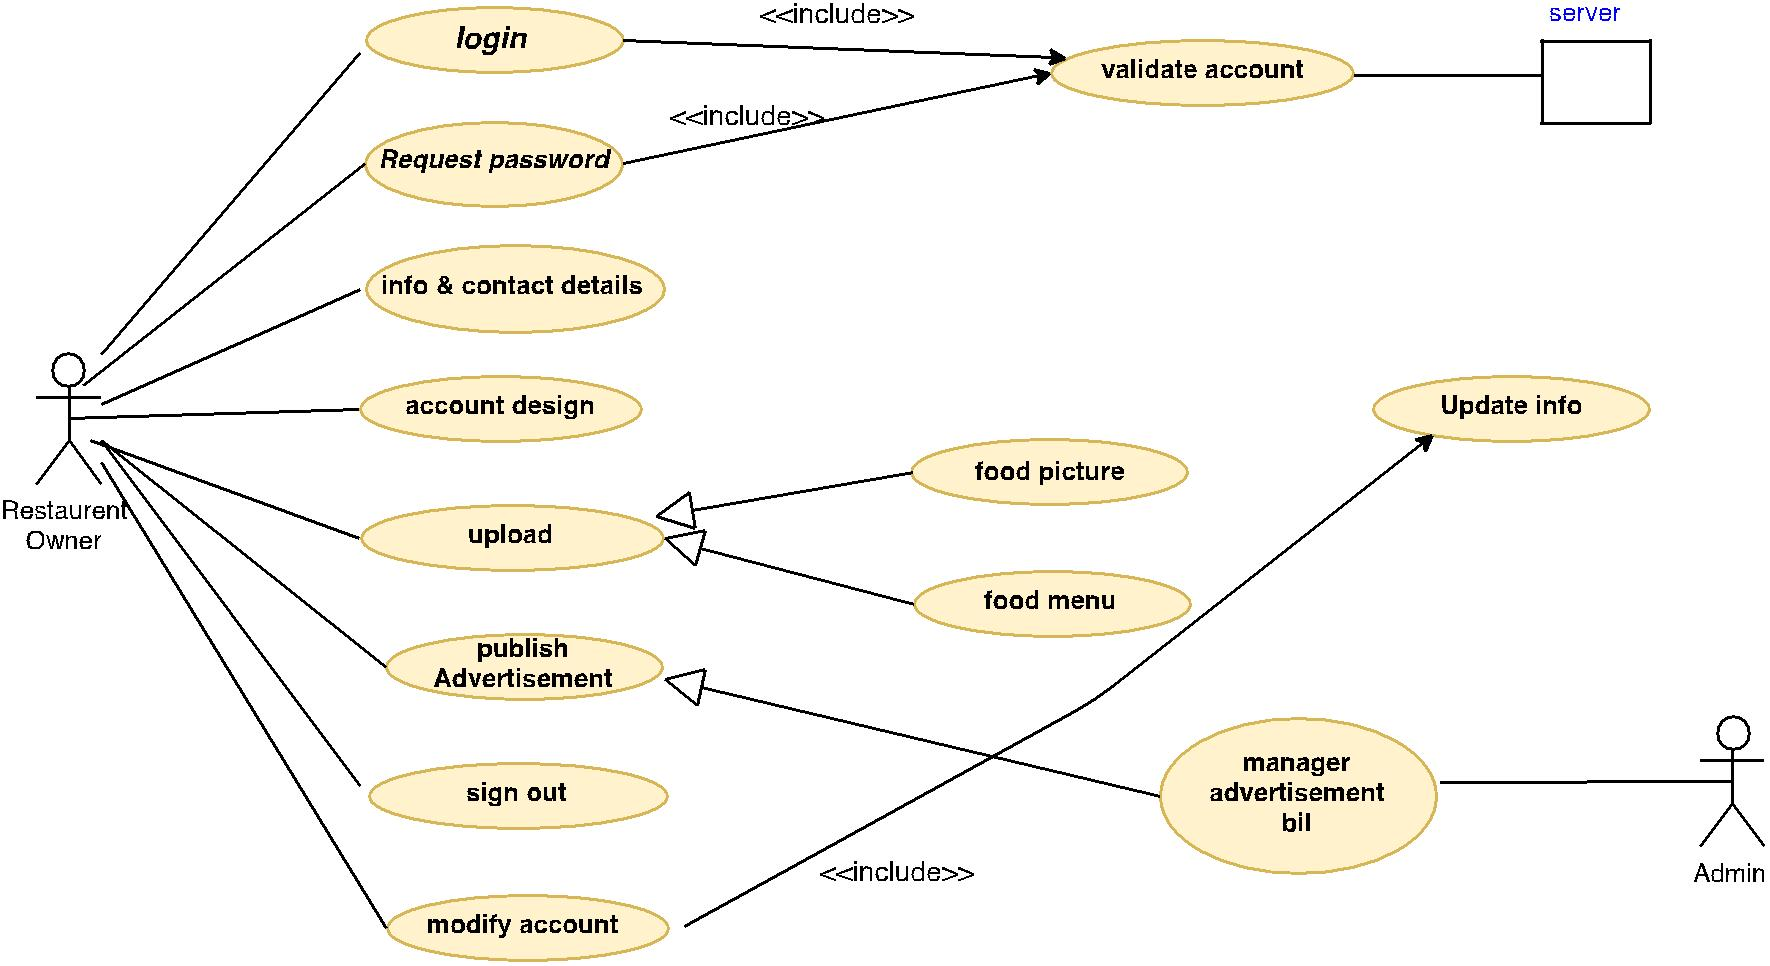 <<include>>
server
login
validate account
<<include>>
Request password
info & contact details
account design
Update info
food picture
Restaurent
Owner
upload
food menu
publish
Advertisement
manager
advertisement
bil
sign out
<<include>>
Admin
modify account